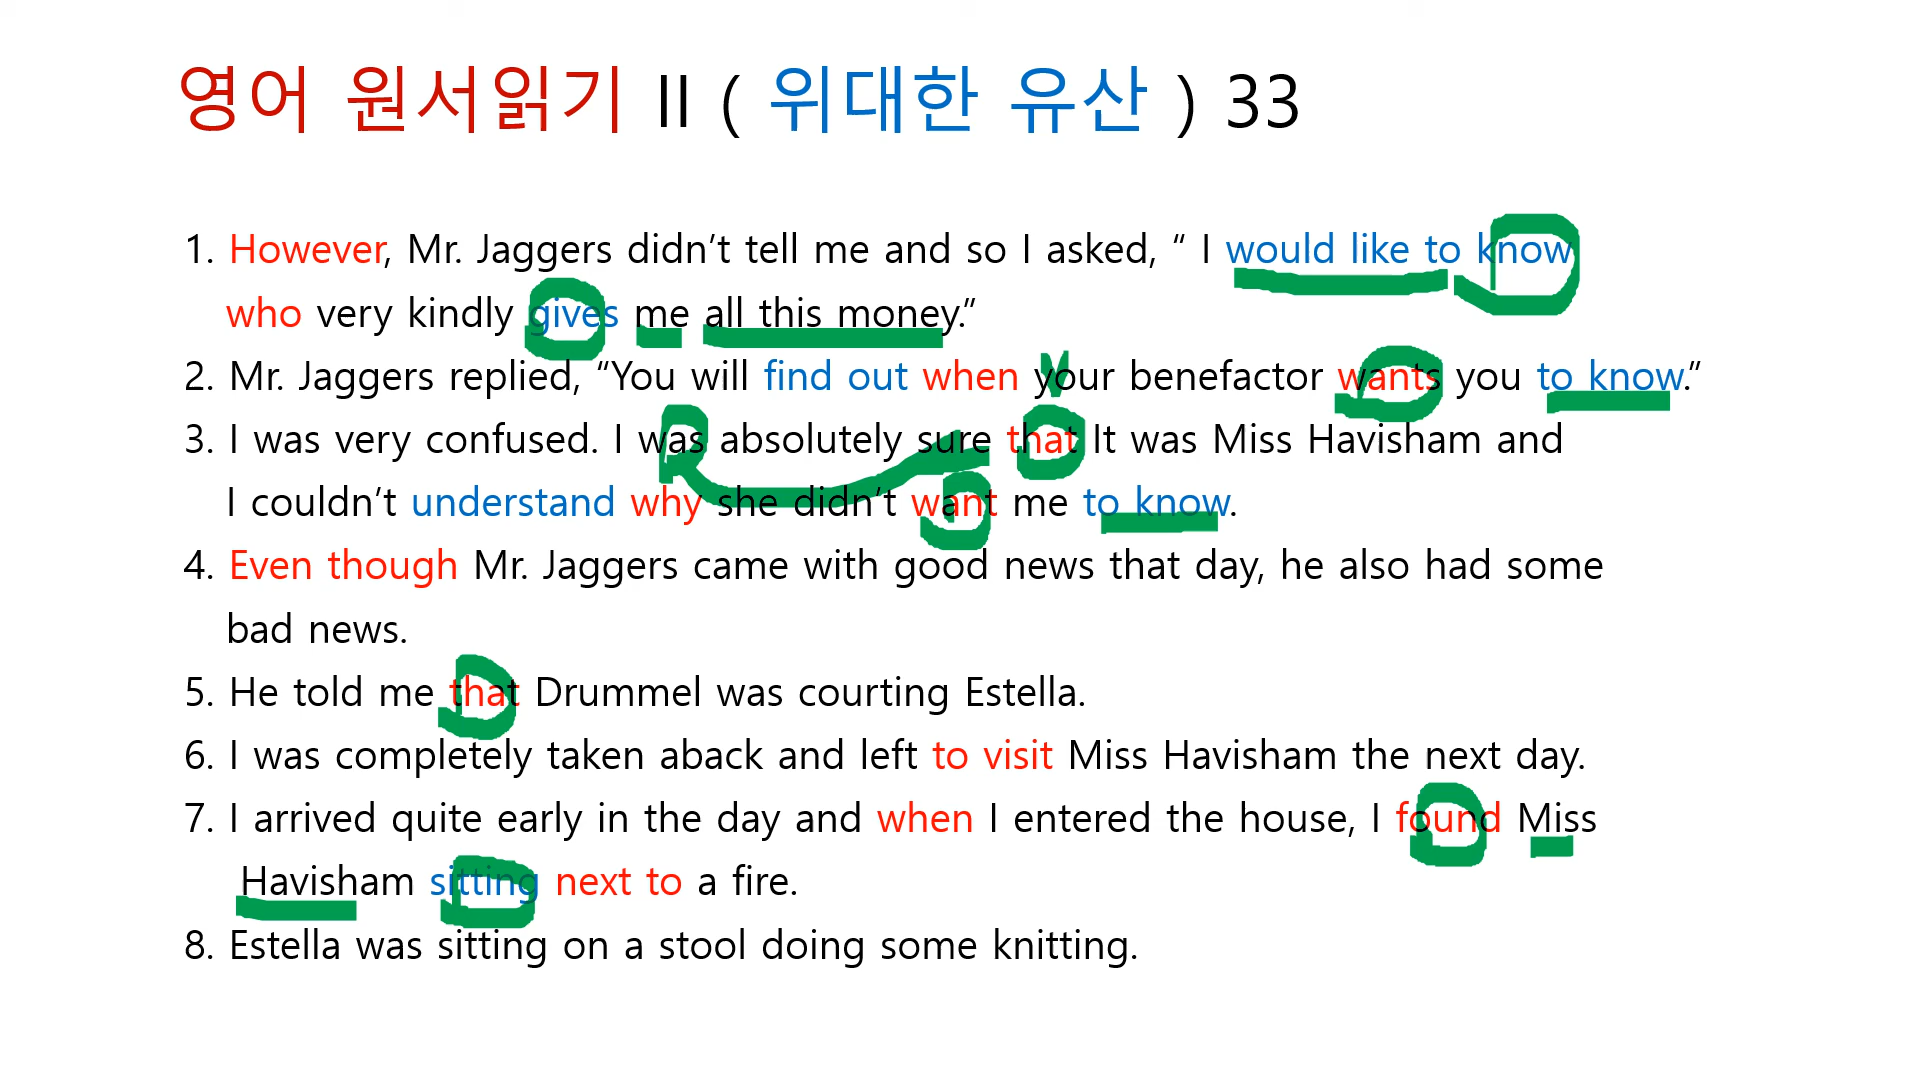 영어 원서읽기 II ( 위대한 유산 ) 33
1. However, Mr. Jaggers didn’t tell me and so I asked, “ I would like to know
who very kindly gives me all this money.”
2. Mr. Jaggers replied, “You will find out when your benefactor wants you to know.”
3. I was very confused. I was absolutely sure that It was Miss Havisham and
I couldn’t understand why she didn’t want me to know.
4. Even though Mr. Jaggers came with good news that day, he also had some
bad news.
5. He told me that Drummel was courting Estella.
6. I was completely taken aback and left to visit Miss Havisham the next day.
7. I arrived quite early in the day and when I entered the house, I found Miss
Havisham sitting next to a fire.
8. Estella was sitting on a stool doing some knitting.